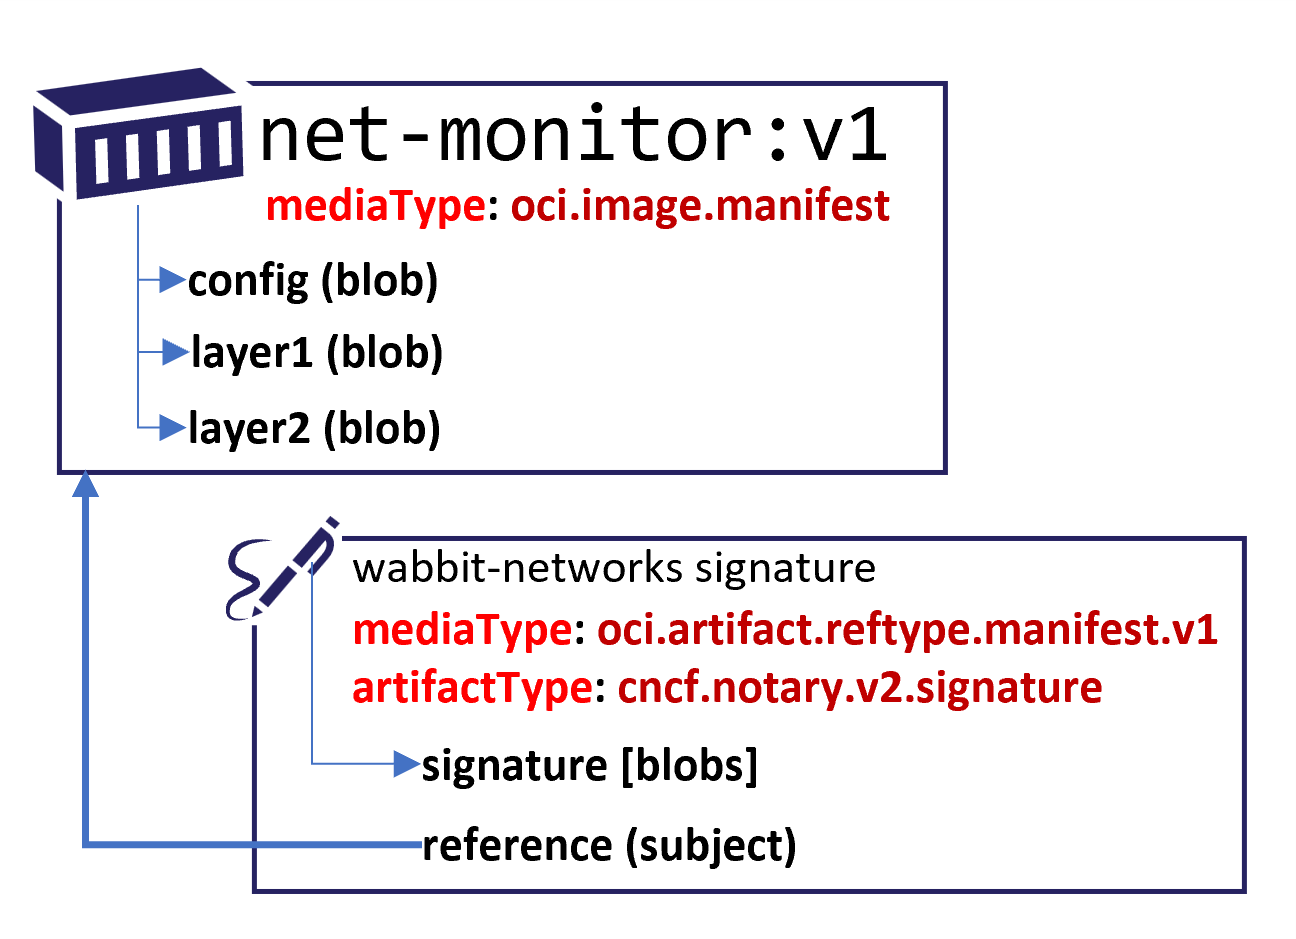 net-monitor:v1
mediaType: oci.image.manifest
config (blob)
layer1 (blob)
layer2 (blob)
wabbit-networks signature
mediaType: oci.artifact.reftype.manifest.v1
artifactType: cncf.notary.v2.signature
signature [blobs]
reference (subject)